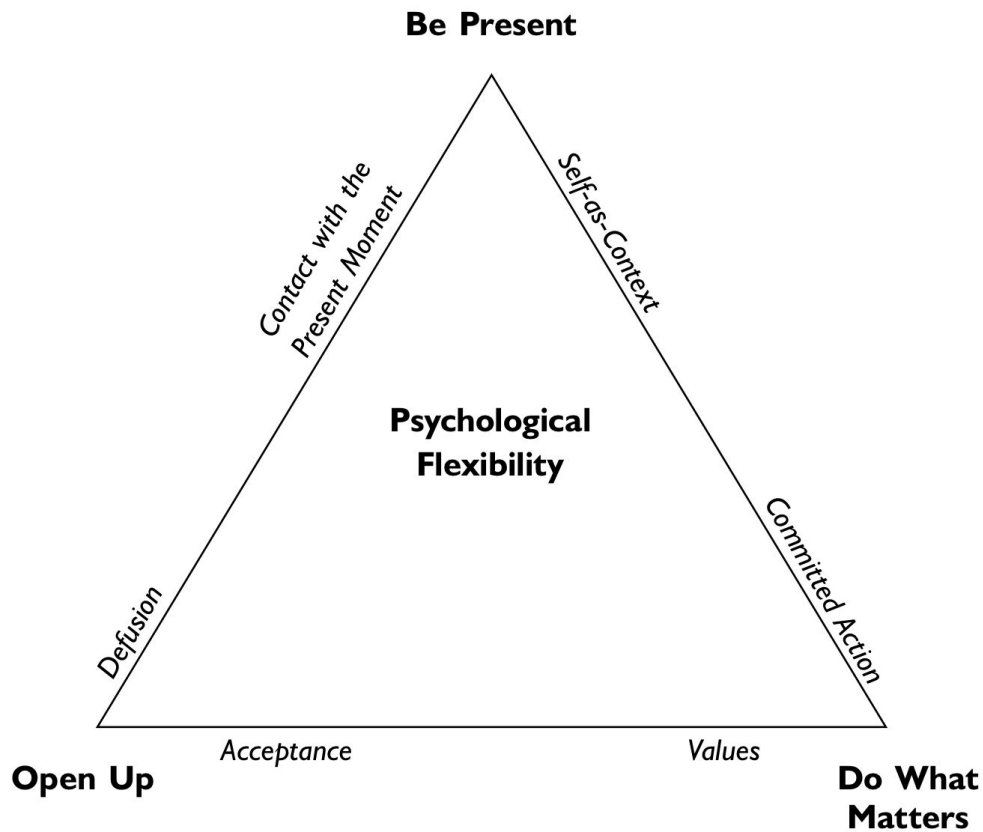 Be Present
Contact with the
Present Moment
Self-as-Context
Psychological
Flexibility
Defusion
Committed Action
Acceptance
Values
Open Up
Do What
Matters